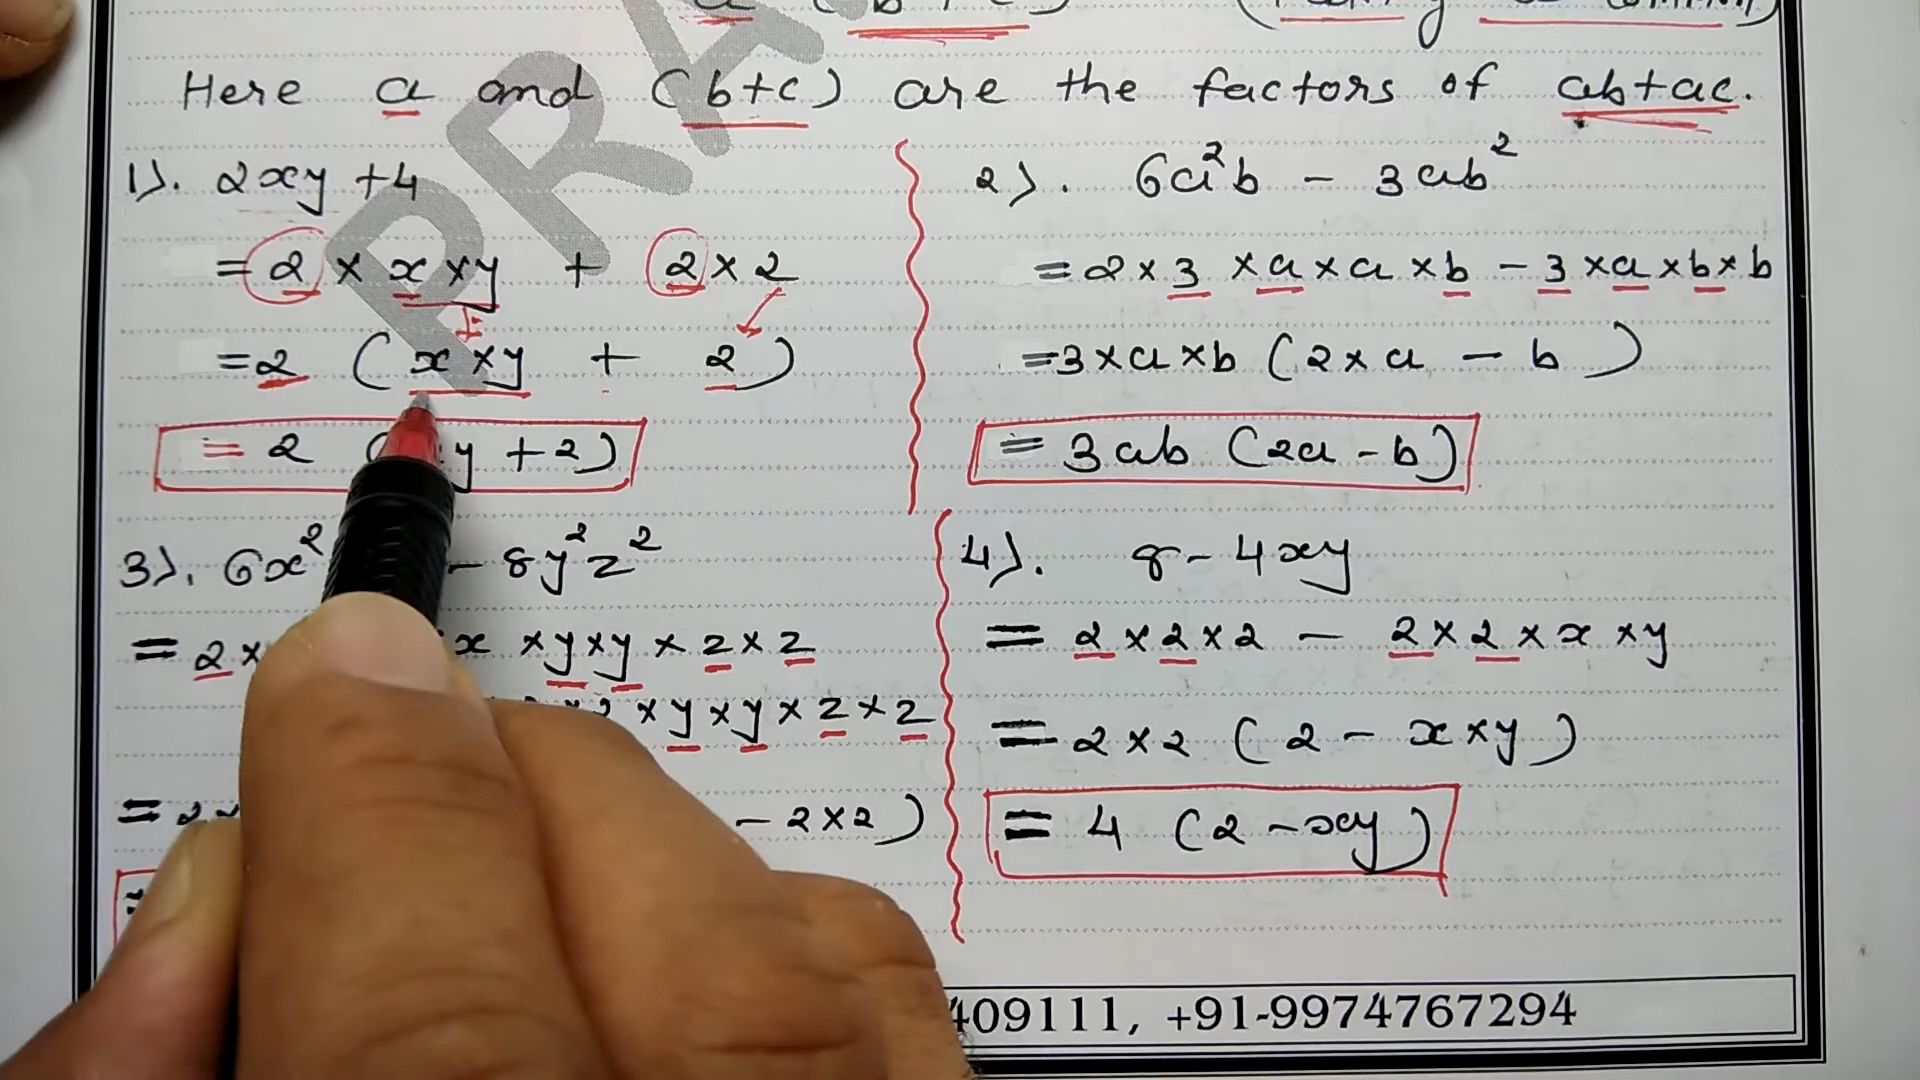 Here a and (b+c) are the factors of ab+ac.
1). 2xy +4
= 2 × x×y + 2×2
=2 (x×y + 2)
= 2 ( y +2)
2). 6a²b - 3ab²
=2×3 ×a×a×b -3×a×b×b
=3×a×b (2×a - b )
= 3ab (2a-b)
3). 6x² - 8y²z²
= 2× x ×y×y × z×z
×y×y×z×z
- 2×2)
4). 8-4xy
= 2×2×2 - 2×2×x×y
= 2×2 (2 - x×y)
= 4 (2-xy)
409111, +91-9974767294
PRA